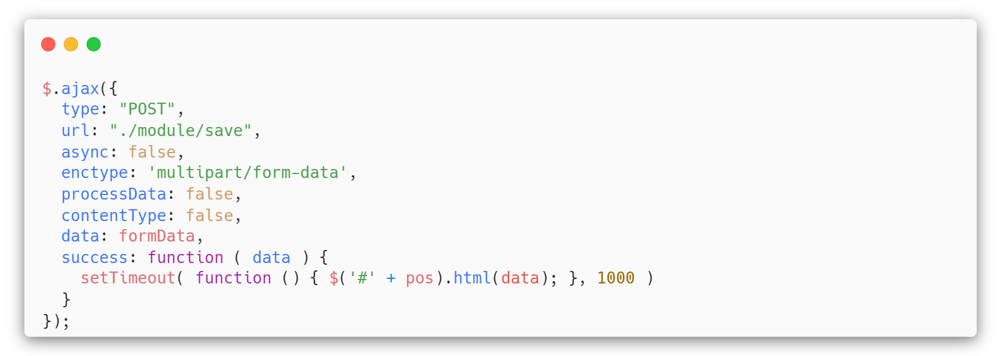 $.ajax({
  type: "POST",
  url: "./module/save",
  async: false,
  enctype: 'multipart/form-data',
  processData: false,
  contentType: false,
  data: formData,
  success: function ( data ) {
    setTimeout( function () { $('#' + pos).html(data); }, 1000 )
  }
});